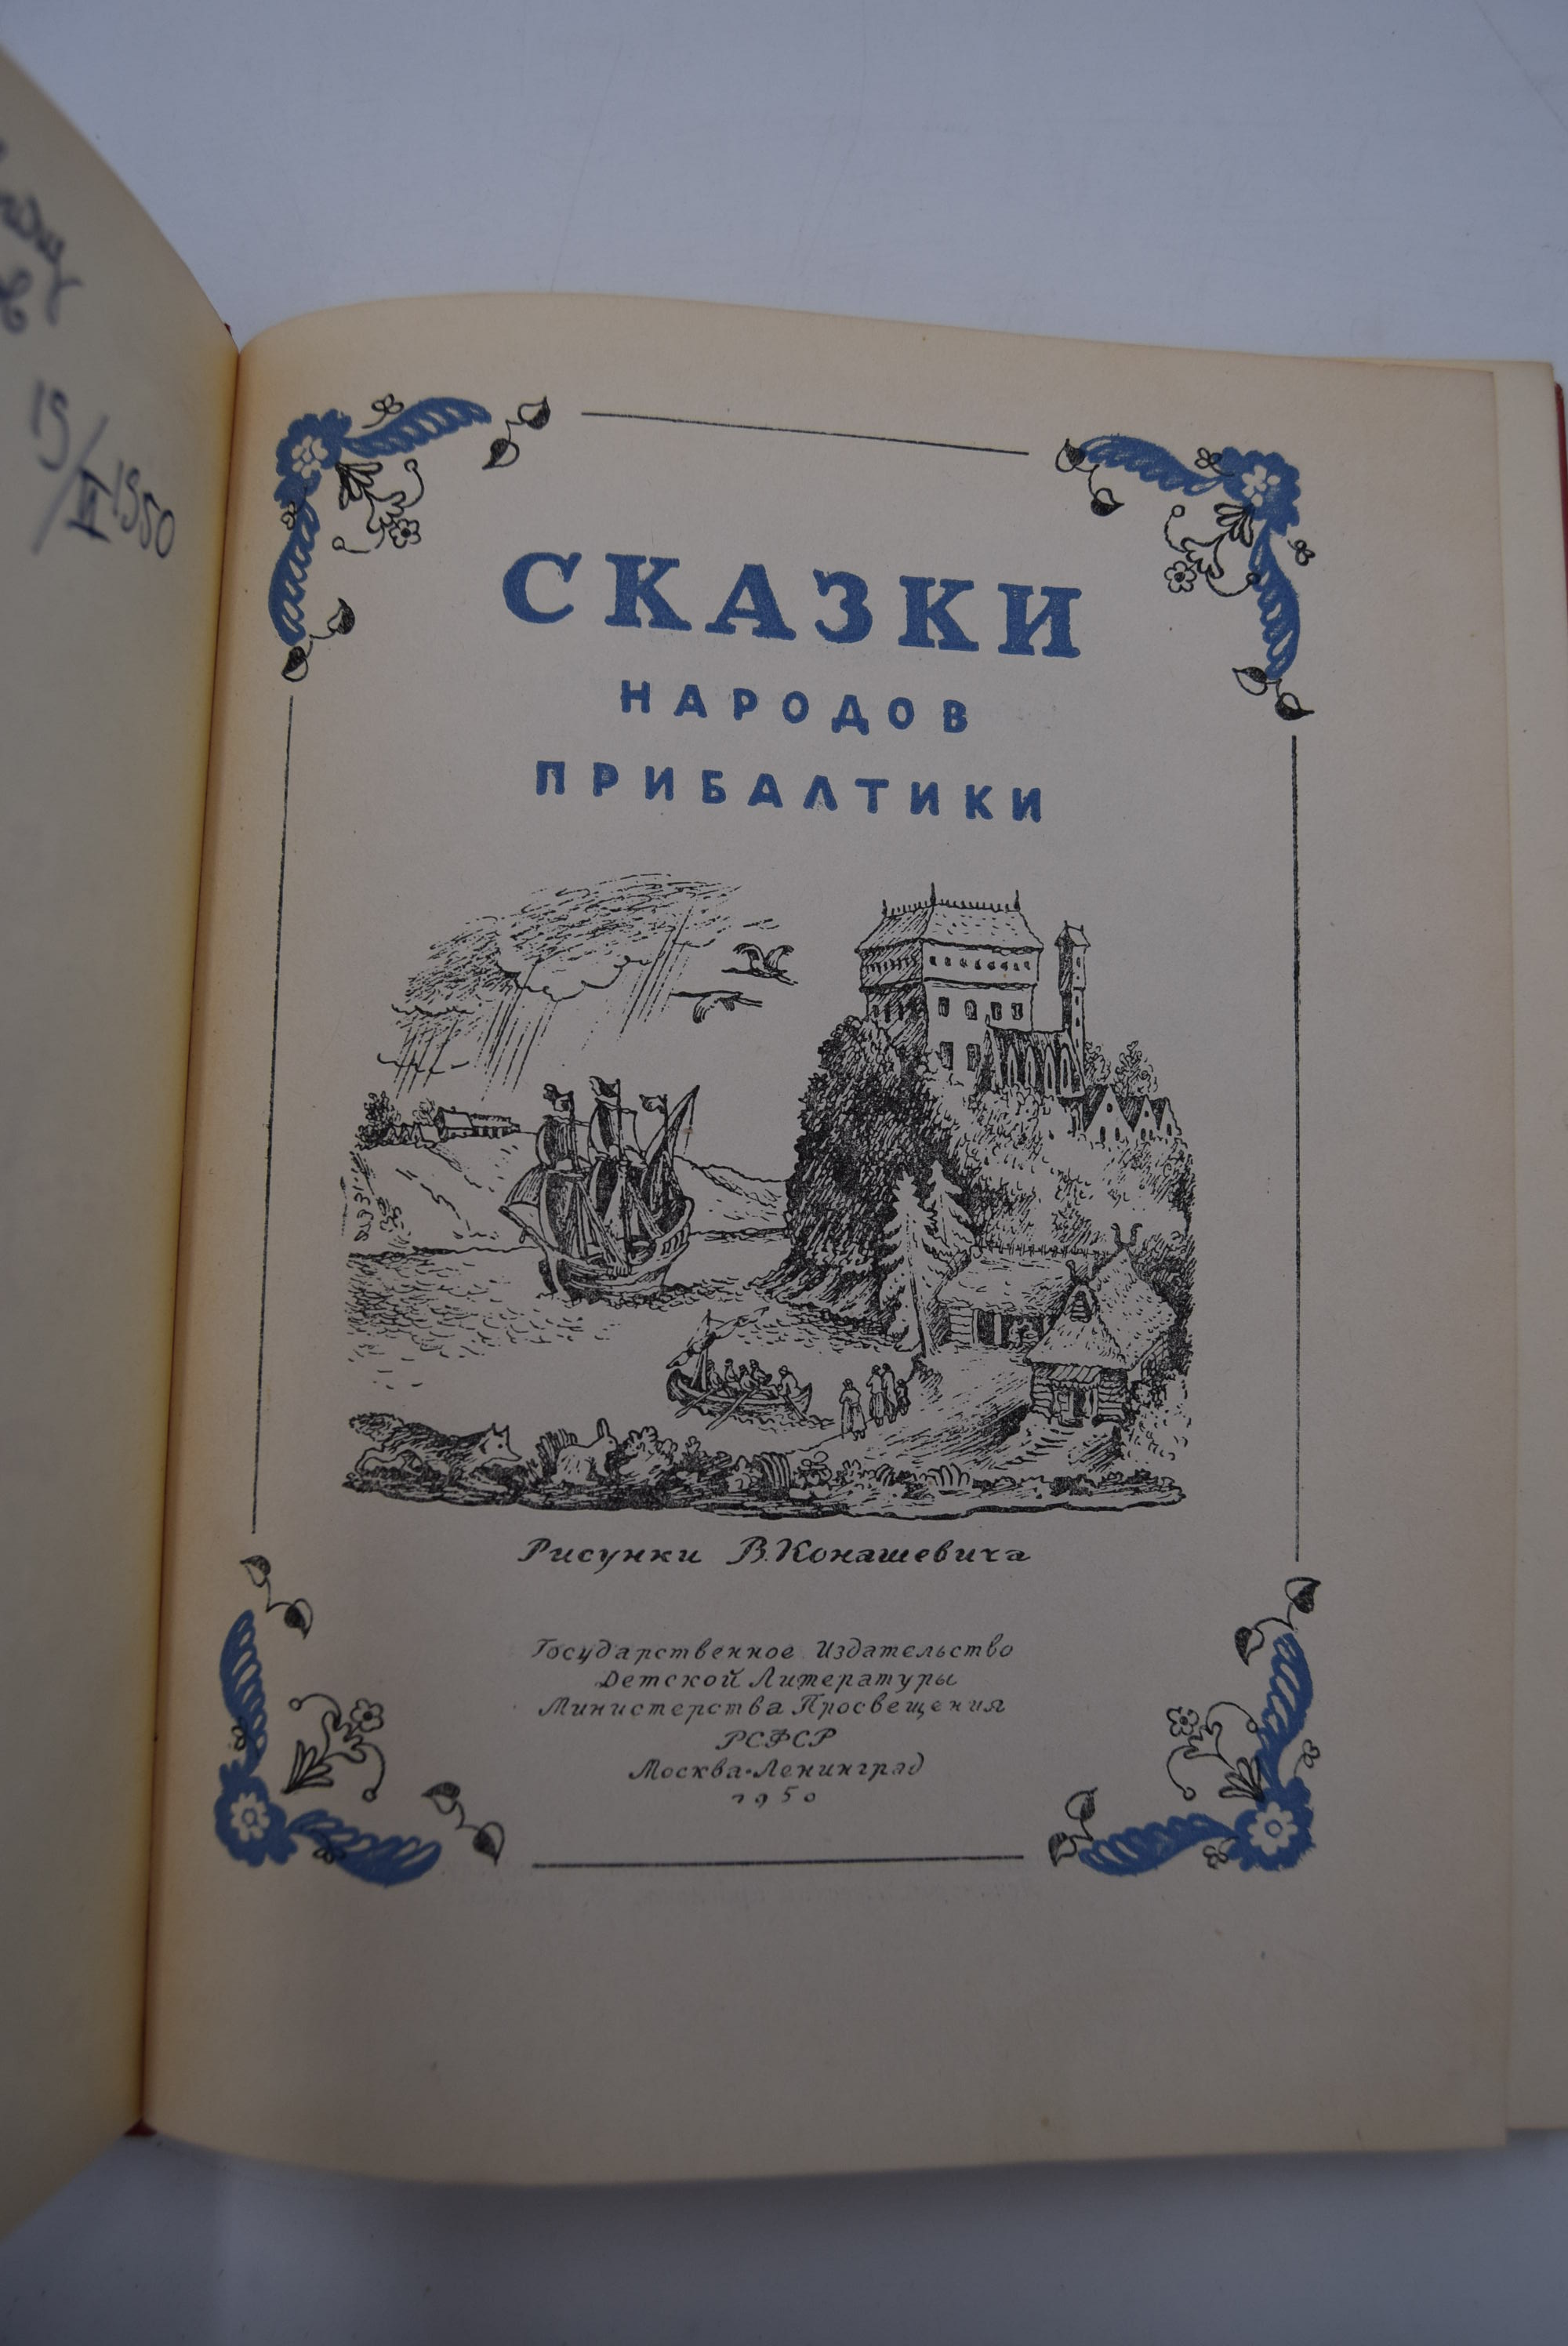 15/VI 1950
СКАЗКИ
НАРОДОВ
ПРИБАЛТИКИ
Рисунки В. Конашевича
Государственное Издательство
Детской Литературы
Министерства Просвещения
РСФСР
Москва-Ленинград
1950